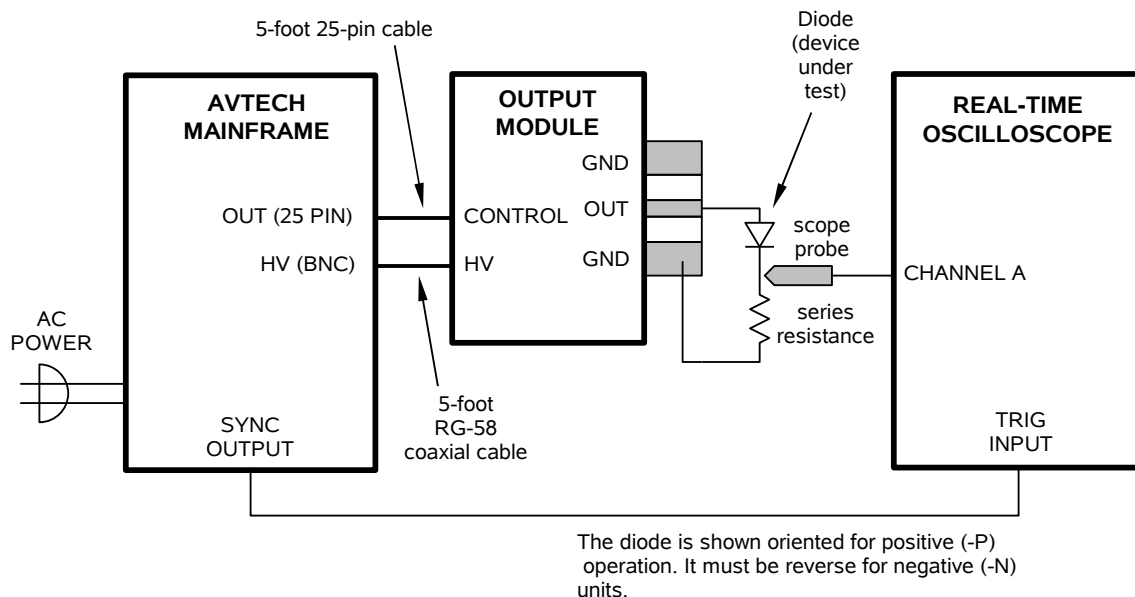 5-foot 25-pin cable
Diode
(device
under
test)
AVTECH
MAINFRAME
OUTPUT
MODULE
REAL-TIME
OSCILLOSCOPE
GND
OUT (25 PIN)
CONTROL
OUT
HV (BNC)
HV
GND
scope
probe
CHANNEL A
series
resistance
AC
POWER
5-foot
RG-58
coaxial cable
SYNC
OUTPUT
TRIG
INPUT
The diode is shown oriented for positive (-P)
operation. It must be reverse for negative (-N)
units.